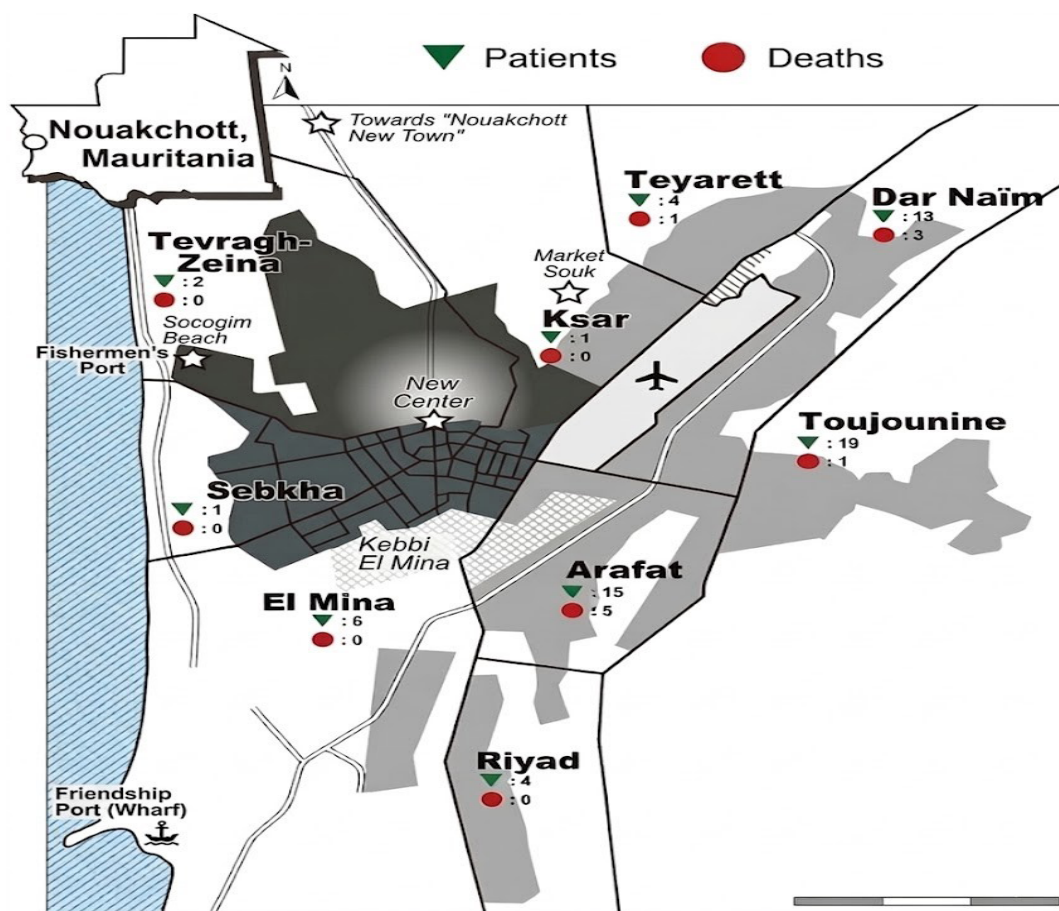 Patients
Deaths
N
Nouakchott,
Mauritania
Towards "Nouakchott
New Town"
Teyarett
: 4
: 1
Dar Naïm
: 13
: 3
Tevragh-
Zeina
: 2
: 0
Market
Souk
Ksar
: 1
: 0
Socogim
Beach
Fishermen's
Port
New
Center
Toujounine
: 19
: 1
Sebkha
: 1
: 0
Kebbi
El Mina
Arafat
: 15
: 5
El Mina
: 6
: 0
Riyad
: 4
: 0
Friendship
Port (Wharf)